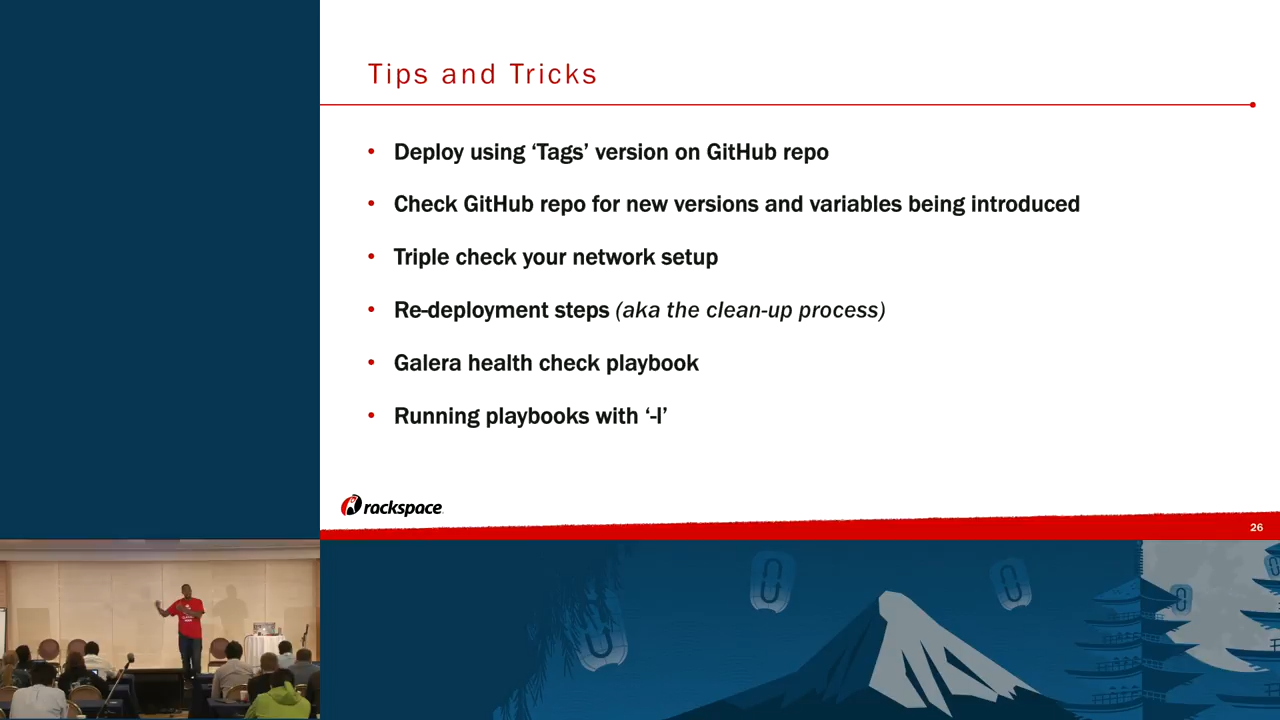 Tips and Tricks
• Deploy using ‘Tags’ version on GitHub repo
• Check GitHub repo for new versions and variables being introduced
• Triple check your network setup
• Re-deployment steps (aka the clean-up process)
• Galera health check playbook
• Running playbooks with ‘-l’
rackspace
26